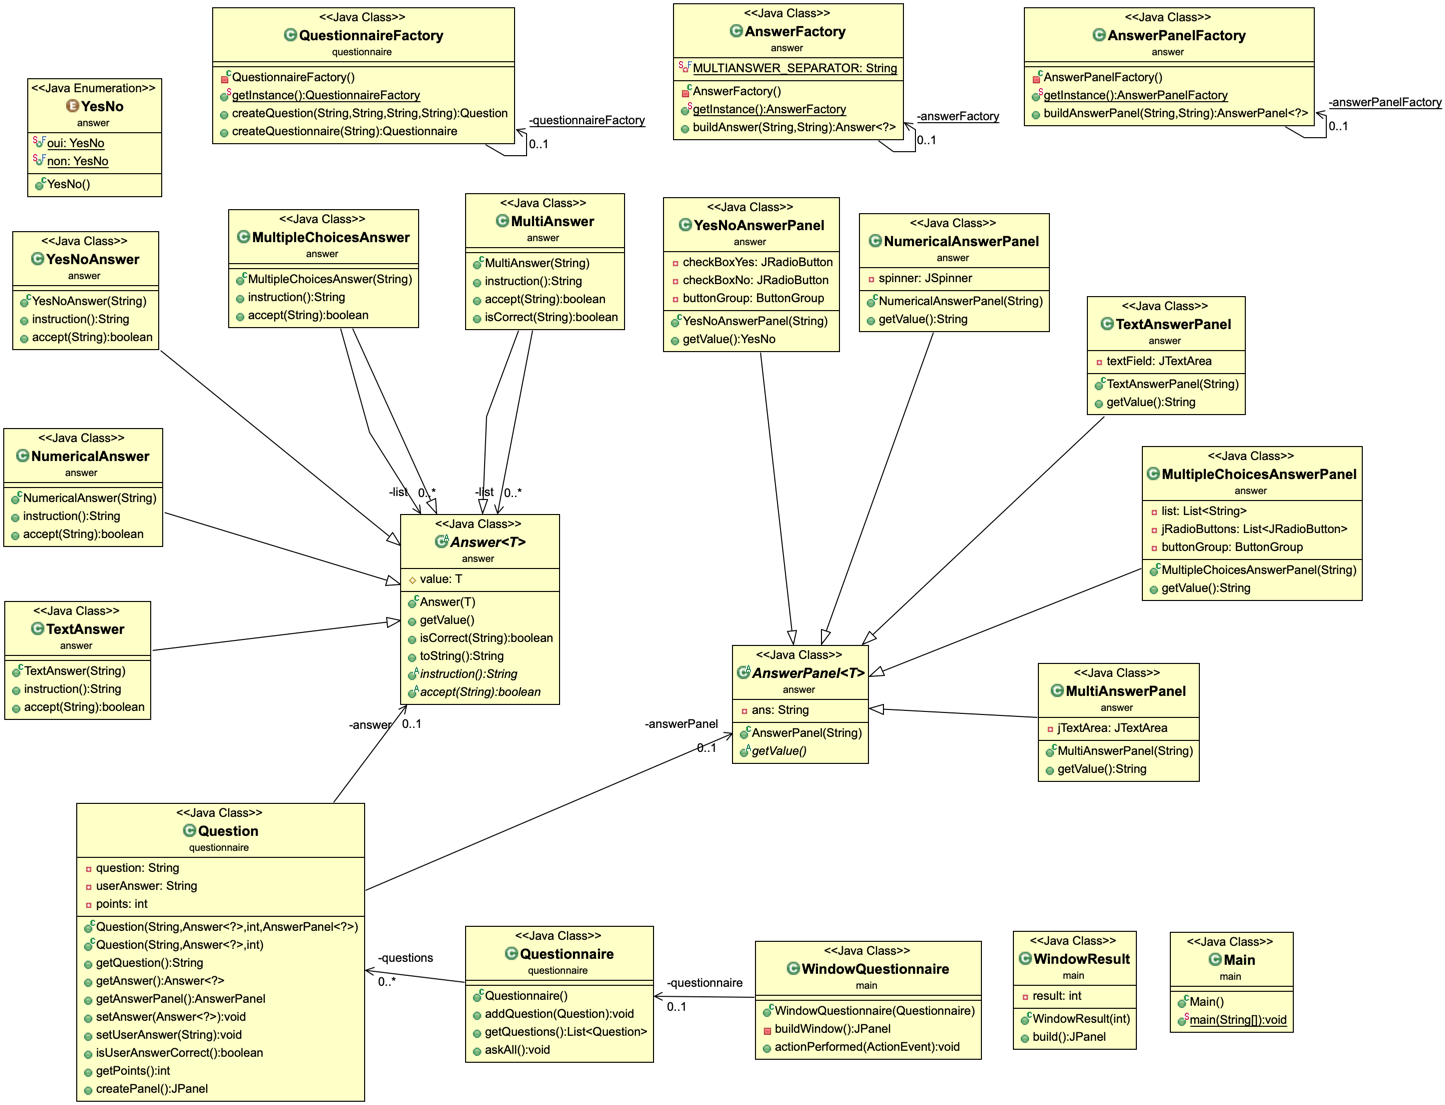 <<Java Class>>
QuestionnaireFactory
questionnaire
QuestionnaireFactory()
getInstance():QuestionnaireFactory
createQuestion(String,String,String,String):Question
createQuestionnaire(String):Questionnaire
-questionnaireFactory
0..1
<<Java Class>>
AnswerFactory
answer
MULTIANSWER_SEPARATOR: String
AnswerFactory()
getInstance():AnswerFactory
buildAnswer(String,String):Answer<?>
-answerFactory
0..1
<<Java Class>>
AnswerPanelFactory
answer
AnswerPanelFactory()
getInstance():AnswerPanelFactory
buildAnswerPanel(String,String):AnswerPanel<?>
-answerPanelFactory
0..1
<<Java Enumeration>>
YesNo
answer
oui: YesNo
non: YesNo
YesNo()
<<Java Class>>
YesNoAnswer
answer
YesNoAnswer(String)
instruction():String
accept(String):boolean
<<Java Class>>
MultipleChoicesAnswer
answer
MultipleChoicesAnswer(String)
instruction():String
accept(String):boolean
<<Java Class>>
MultiAnswer
answer
MultiAnswer(String)
instruction():String
accept(String):boolean
isCorrect(String):boolean
<<Java Class>>
YesNoAnswerPanel
answer
checkBoxYes: JRadioButton
checkBoxNo: JRadioButton
buttonGroup: ButtonGroup
YesNoAnswerPanel(String)
getValue():YesNo
<<Java Class>>
NumericalAnswerPanel
answer
spinner: JSpinner
NumericalAnswerPanel(String)
getValue():String
<<Java Class>>
TextAnswerPanel
answer
textField: JTextArea
TextAnswerPanel(String)
getValue():String
<<Java Class>>
NumericalAnswer
answer
NumericalAnswer(String)
instruction():String
accept(String):boolean
<<Java Class>>
MultipleChoicesAnswerPanel
answer
list: List<String>
jRadioButtons: List<JRadioButton>
buttonGroup: ButtonGroup
MultipleChoicesAnswerPanel(String)
getValue():String
-list
0..*
-list
0..*
<<Java Class>>
Answer<T>
answer
value: T
Answer(T)
getValue()
isCorrect(String):boolean
toString():String
instruction():String
accept(String):boolean
<<Java Class>>
TextAnswer
answer
TextAnswer(String)
instruction():String
accept(String):boolean
<<Java Class>>
AnswerPanel<T>
answer
ans: String
AnswerPanel(String)
getValue()
<<Java Class>>
MultiAnswerPanel
answer
jTextArea: JTextArea
MultiAnswerPanel(String)
getValue():String
-answer
0..1
-answerPanel
0..1
<<Java Class>>
Question
questionnaire
question: String
userAnswer: String
points: int
Question(String,Answer<?>,int,AnswerPanel<?>)
Question(String,Answer<?>,int)
getQuestion():String
getAnswer():Answer<?>
getAnswerPanel():AnswerPanel
setAnswer(Answer<?>):void
setUserAnswer(String):void
isUserAnswerCorrect():boolean
getPoints():int
createPanel():JPanel
-questions
0..*
<<Java Class>>
Questionnaire
questionnaire
Questionnaire()
addQuestion(Question):void
getQuestions():List<Question>
askAll():void
-questionnaire
0..1
<<Java Class>>
WindowQuestionnaire
main
WindowQuestionnaire(Questionnaire)
buildWindow():JPanel
actionPerformed(ActionEvent):void
<<Java Class>>
WindowResult
main
result: int
WindowResult(int)
build():JPanel
<<Java Class>>
Main
main
Main()
main(String[]):void